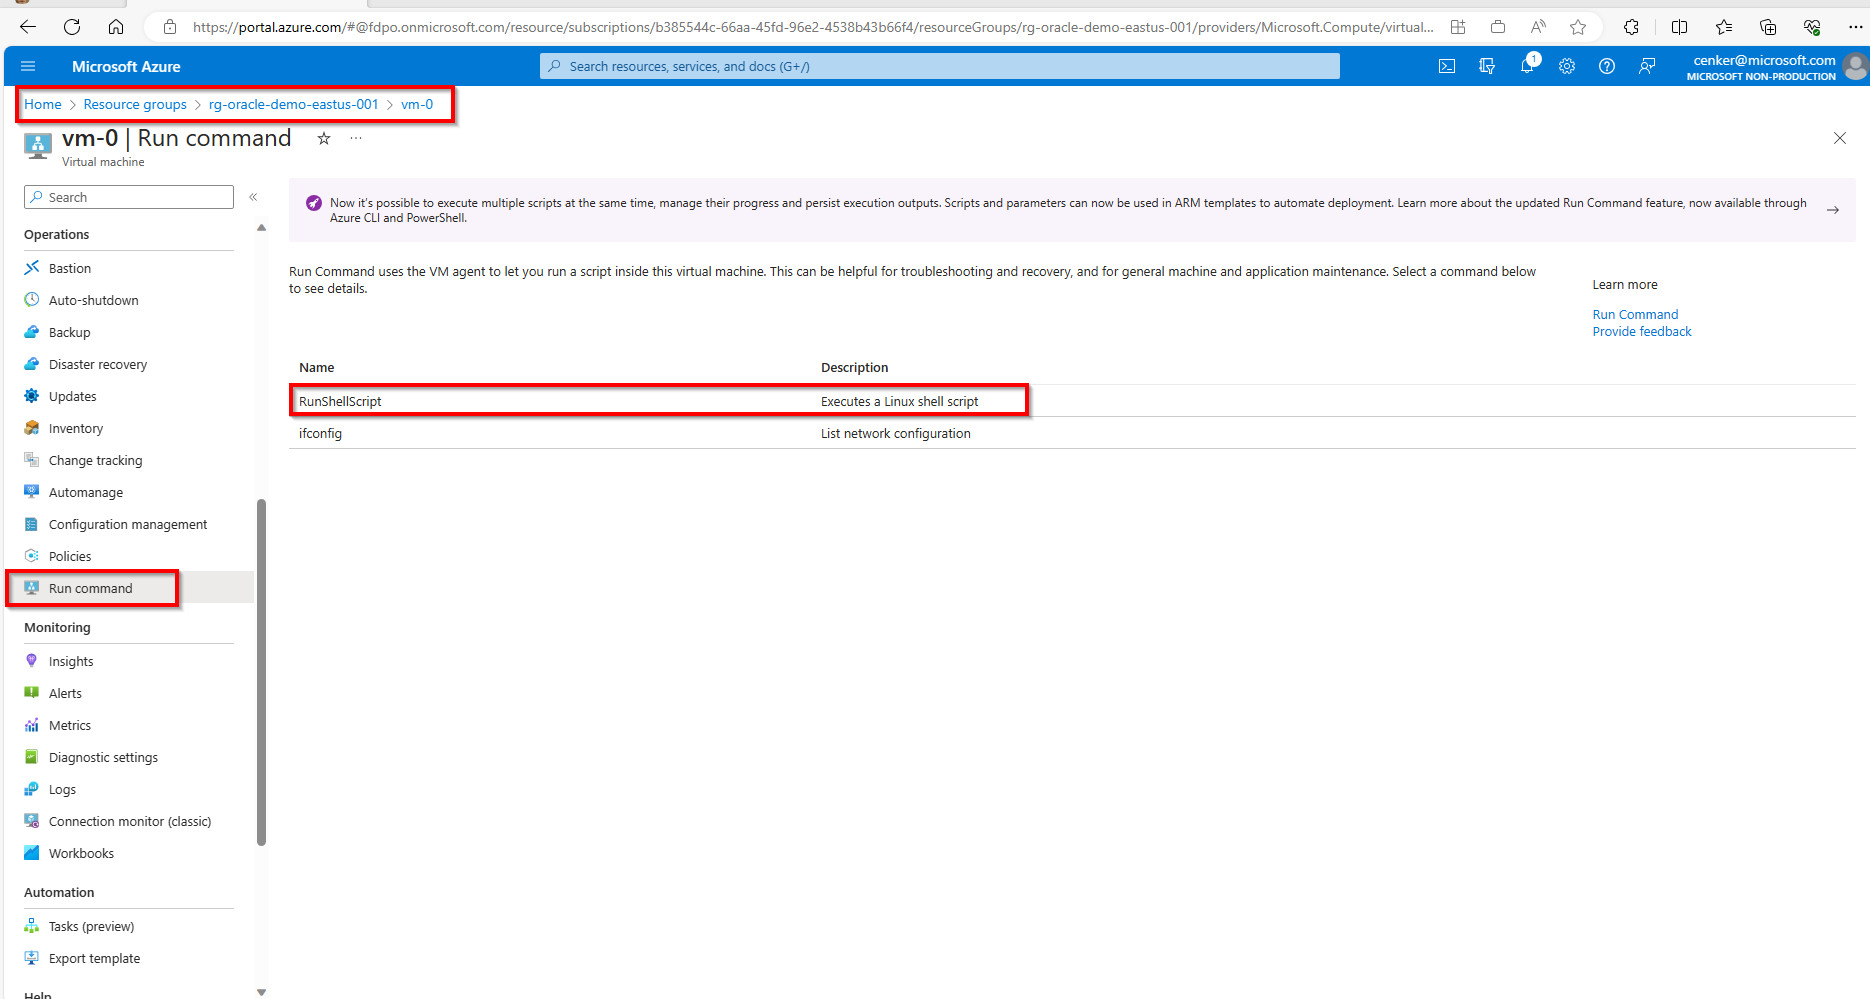 https://portal.azure.com/#@fdpo.onmicrosoft.com/resource/subscriptions/b385544c-66aa-45fd-96e2-4538b43b66f4/resourceGroups/rg-oracle-demo-eastus-001/providers/Microsoft.Compute/virtual...
Microsoft Azure
Search resources, services, and docs (G+/)
1
cenker@microsoft.com
MICROSOFT NON-PRODUCTION
Home > Resource groups > rg-oracle-demo-eastus-001 > vm-0
vm-0 | Run command
Virtual machine
Search
Operations
Bastion
Auto-shutdown
Backup
Disaster recovery
Updates
Inventory
Change tracking
Automanage
Configuration management
Policies
Run command
Monitoring
Insights
Alerts
Metrics
Diagnostic settings
Logs
Connection monitor (classic)
Workbooks
Automation
Tasks (preview)
Export template
Help
Now it's possible to execute multiple scripts at the same time, manage their progress and persist execution outputs. Scripts and parameters can now be used in ARM templates to automate deployment. Learn more about the updated Run Command feature, now available through
Azure CLI and PowerShell.
Run Command uses the VM agent to let you run a script inside this virtual machine. This can be helpful for troubleshooting and recovery, and for general machine and application maintenance. Select a command below
to see details.
Learn more
Run Command
Provide feedback
Name Description
RunShellScript Executes a Linux shell script
ifconfig List network configuration